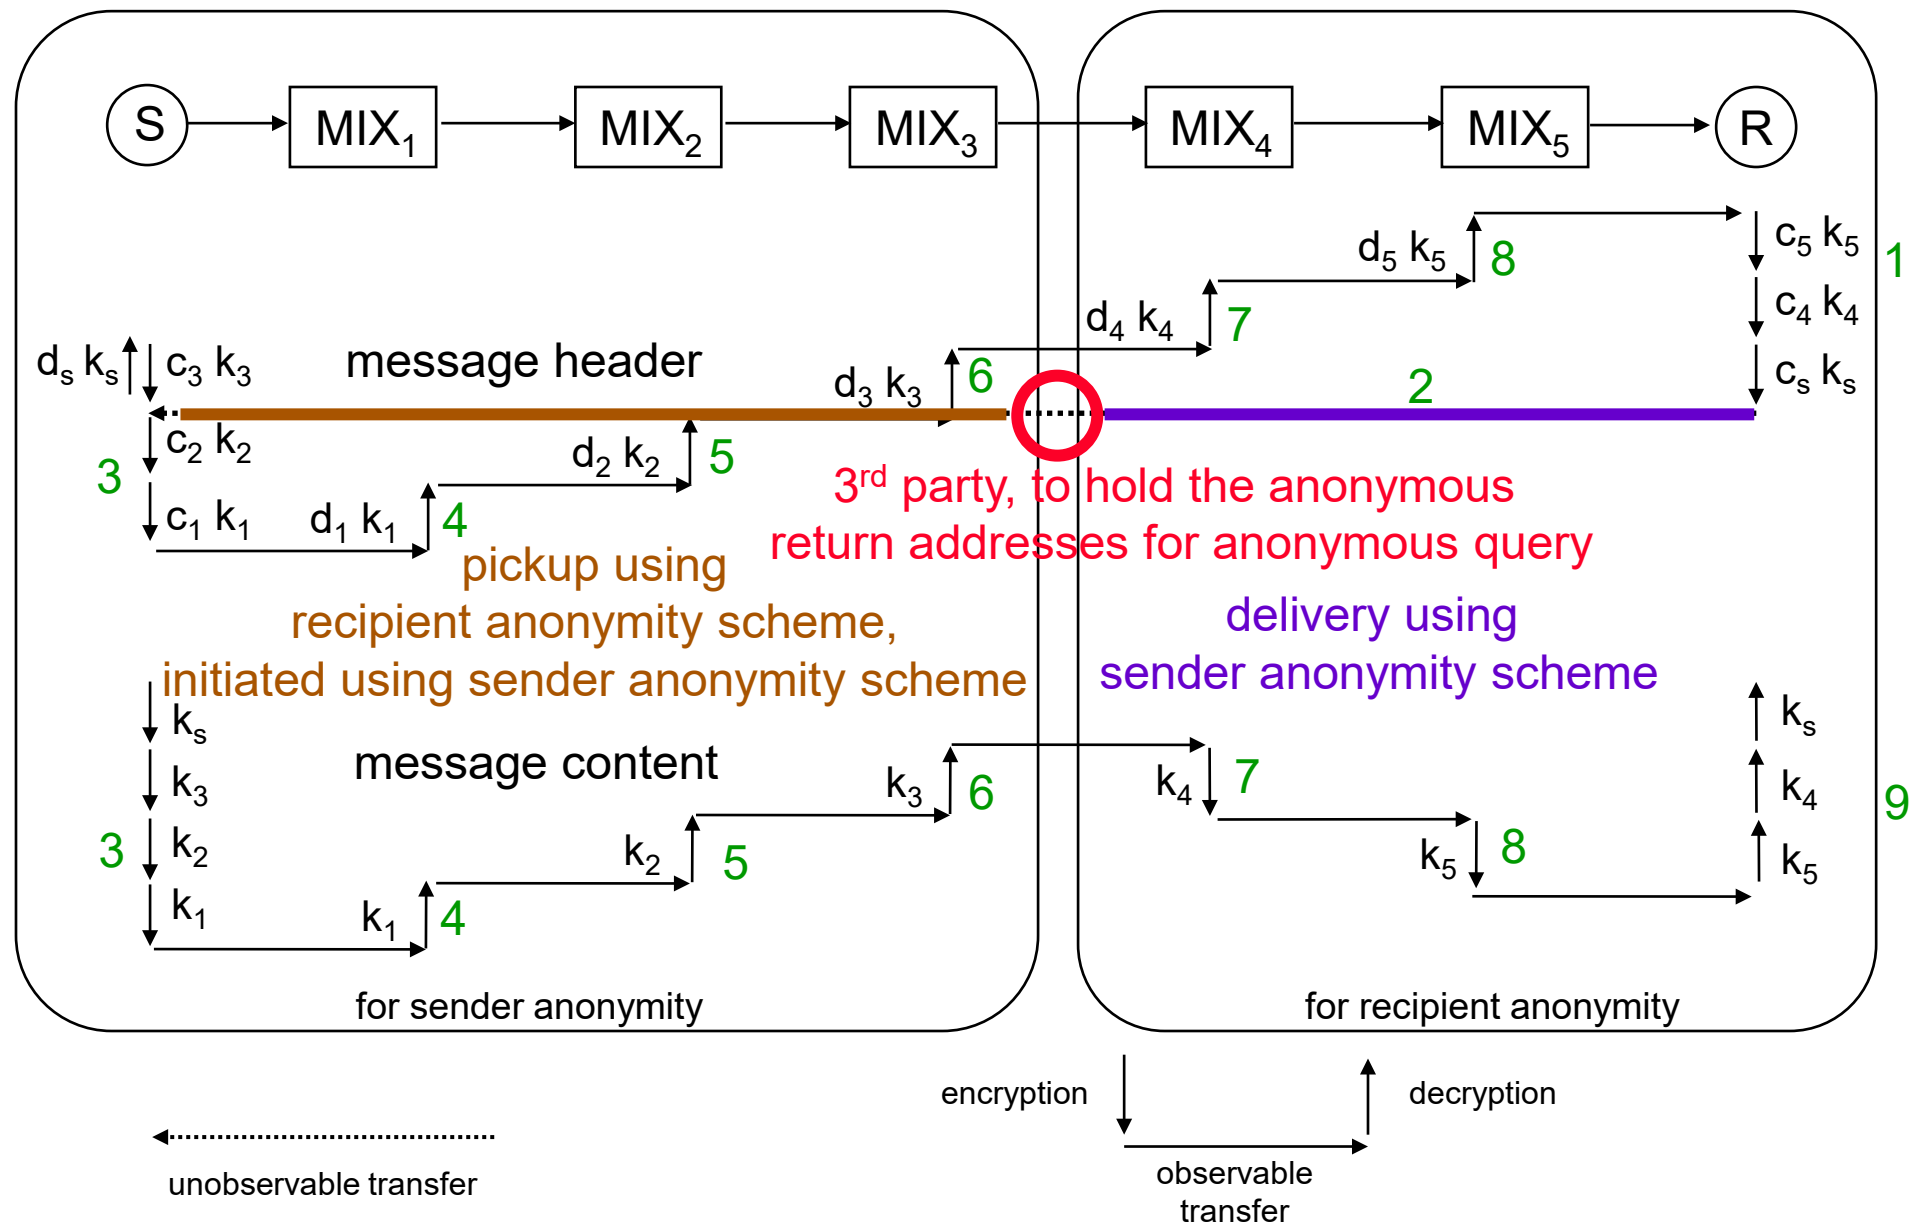 S MIX₁ MIX₂ MIX₃ MIX₄ MIX₅ R
c₅ k₅
d₅ k₅ 8 1
c₄ k₄
d₄ k₄ 7
dₛ kₛ c₃ k₃ message header d₃ k₃ 6 2 cₛ kₛ
c₂ k₂
3 d₂ k₂ 5
3rd party, to hold the anonymous
c₁ k₁ d₁ k₁ 4
return addresses for anonymous query
pickup using
recipient anonymity scheme,
initiated using sender anonymity scheme
delivery using
sender anonymity scheme
kₛ kₛ
message content
k₃ k₃ 6 k₄ 7 k₄
3 k₂ k₂ 5 k₅ 8 k₅ 9
k₁ k₁ 4
for sender anonymity for recipient anonymity
encryption decryption
unobservable transfer
observable
transfer